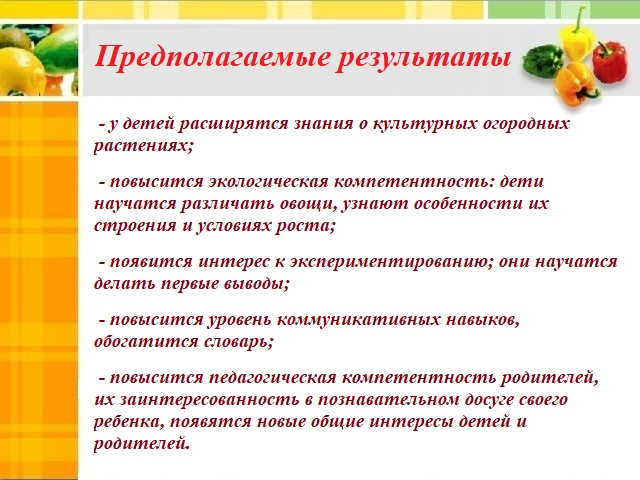 Предполагаемые результаты
- у детей расширятся знания о культурных огородных
растениях;
- повысится экологическая компетентность: дети
научатся различать овощи, узнают особенности их
строения и условиях роста;
- появится интерес к экспериментированию; они научатся
делать первые выводы;
- повысится уровень коммуникативных навыков,
обогатится словарь;
- повысится педагогическая компетентность родителей,
их заинтересованность в познавательном досуге своего
ребенка, появятся новые общие интересы детей и
родителей.